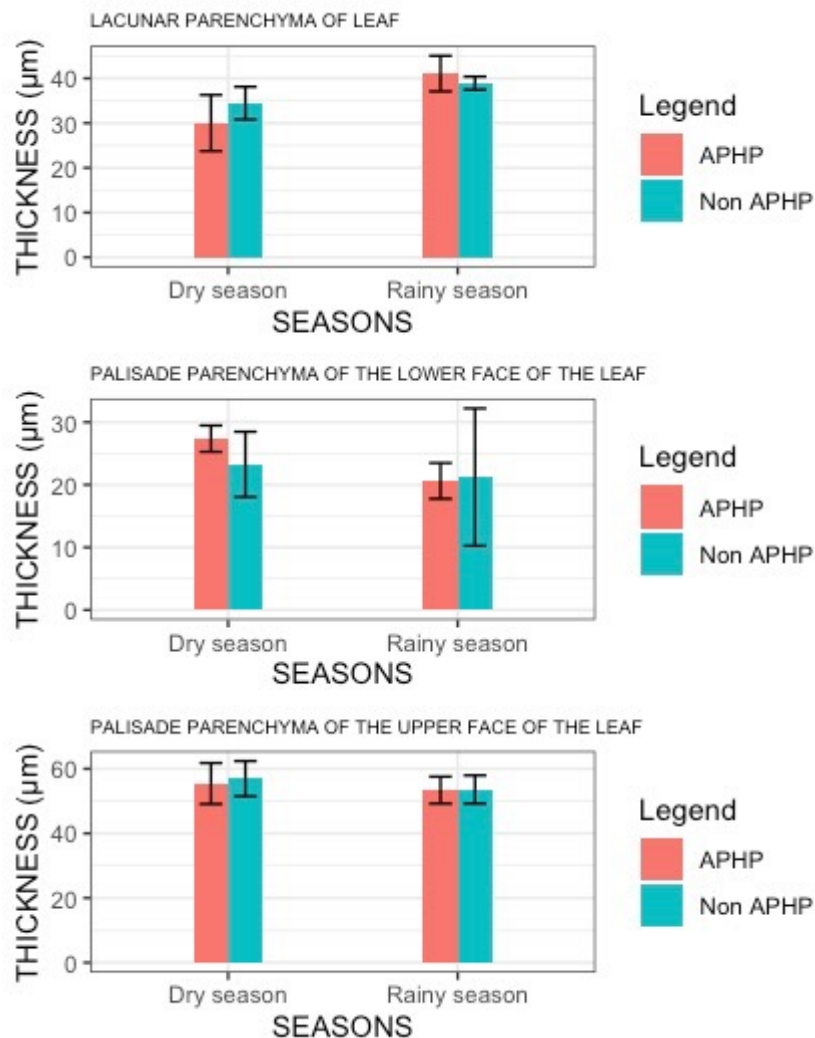 LACUNAR PARENCHYMA OF LEAF
THICKNESS (µm)
40
30
20
10
0
Dry season
Rainy season
SEASONS
Legend
APHP
Non APHP
PALISADE PARENCHYMA OF THE LOWER FACE OF THE LEAF
THICKNESS (µm)
30
20
10
0
Dry season
Rainy season
SEASONS
Legend
APHP
Non APHP
PALISADE PARENCHYMA OF THE UPPER FACE OF THE LEAF
THICKNESS (µm)
60
40
20
0
Dry season
Rainy season
SEASONS
Legend
APHP
Non APHP